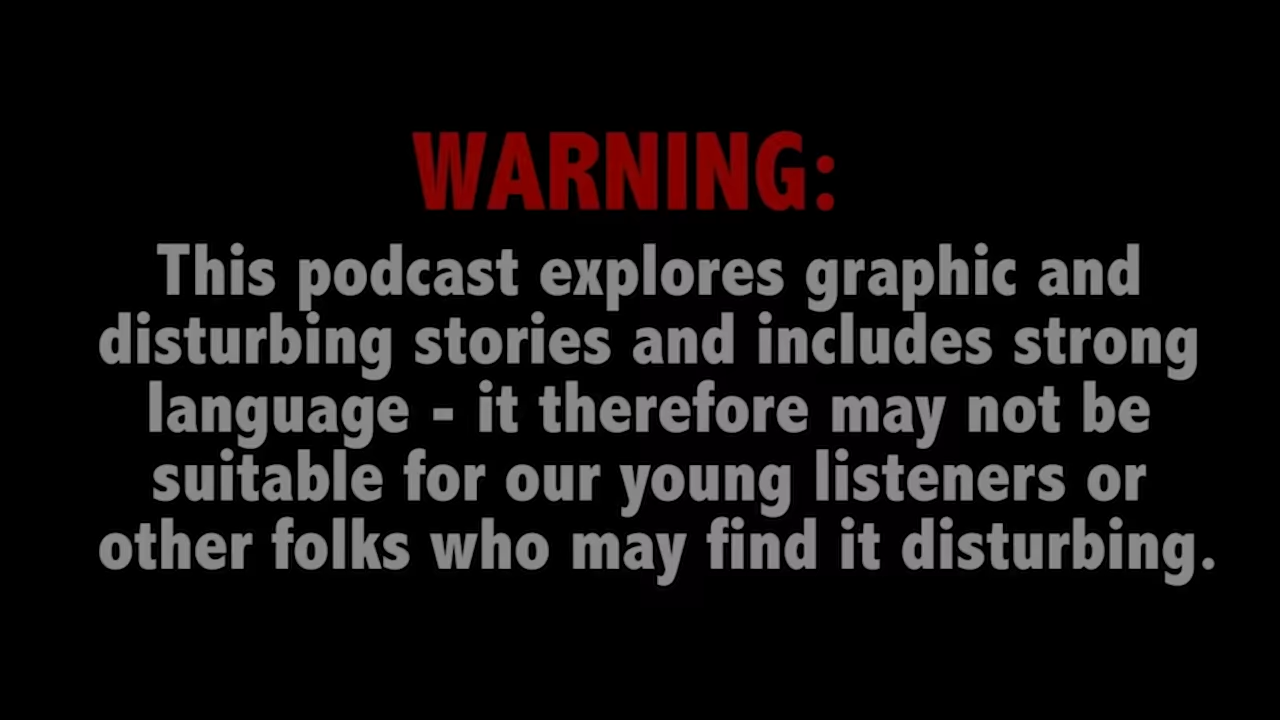 WARNING:
This podcast explores graphic and
disturbing stories and includes strong
language - it therefore may not be
suitable for our young listeners or
other folks who may find it disturbing.